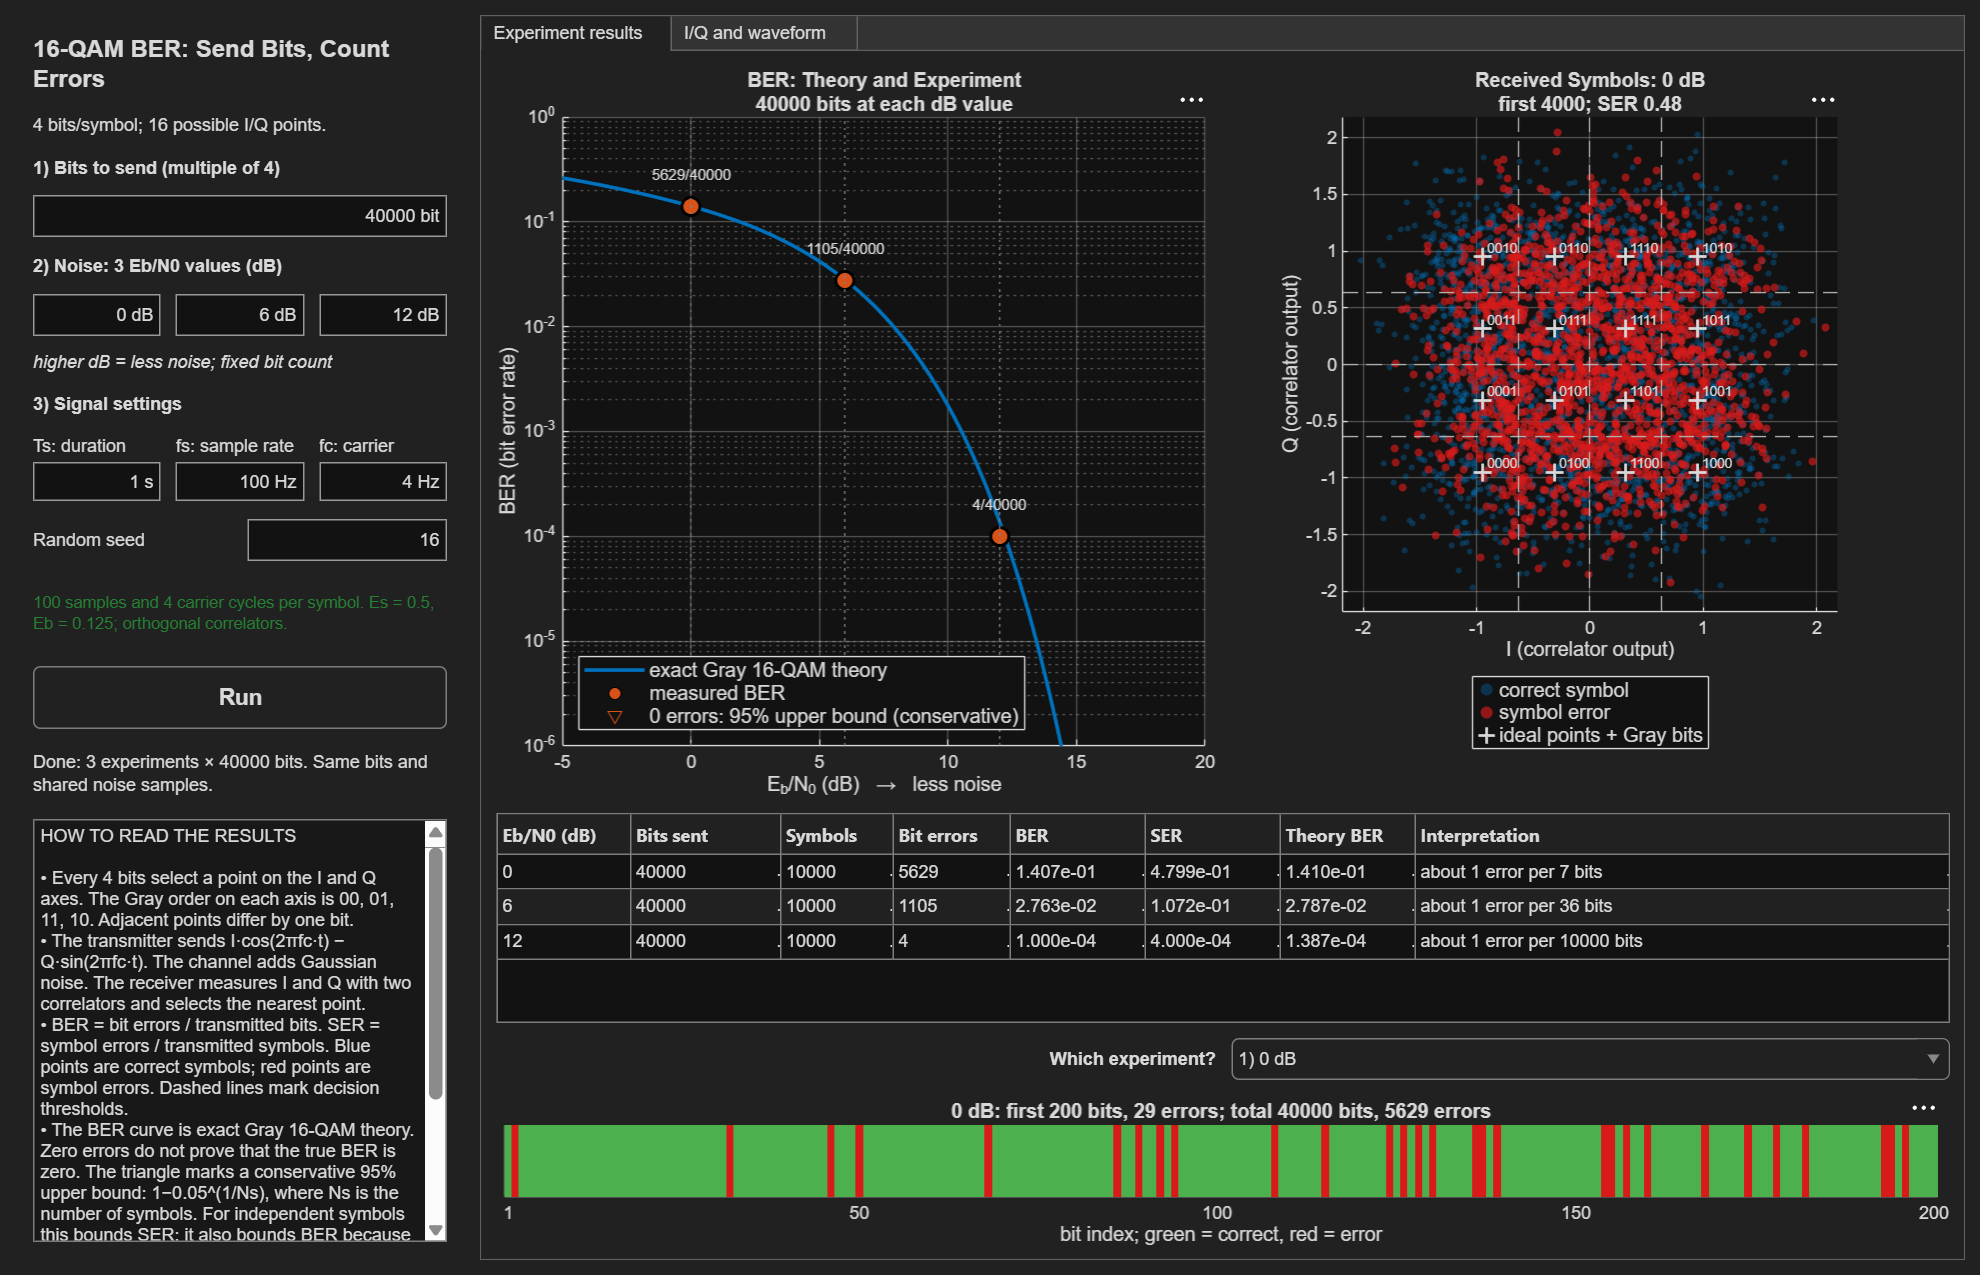 16-QAM BER: Send Bits, Count
Errors
4 bits/symbol; 16 possible I/Q points.
1) Bits to send (multiple of 4)
40000 bit
2) Noise: 3 Eb/N0 values (dB)
0 dB
6 dB
12 dB
higher dB = less noise; fixed bit count
3) Signal settings
Ts: duration
fs: sample rate
fc: carrier
1 s
100 Hz
4 Hz
Random seed
16
100 samples and 4 carrier cycles per symbol. Es = 0.5,
Eb = 0.125; orthogonal correlators.
Run
Done: 3 experiments × 40000 bits. Same bits and
shared noise samples.
HOW TO READ THE RESULTS
• Every 4 bits select a point on the I and Q
axes. The Gray order on each axis is 00, 01,
11, 10. Adjacent points differ by one bit.
• The transmitter sends I·cos(2πfc·t) −
Q·sin(2πfc·t). The channel adds Gaussian
noise. The receiver measures I and Q with two
correlators and selects the nearest point.
• BER = bit errors / transmitted bits. SER =
symbol errors / transmitted symbols. Blue
points are correct symbols; red points are
symbol errors. Dashed lines mark decision
thresholds.
• The BER curve is exact Gray 16-QAM theory.
Zero errors do not prove that the true BER is
zero. The triangle marks a conservative 95%
upper bound: 1−0.05^(1/Ns), where Ns is the
number of symbols. For independent symbols
this bounds SER; it also bounds BER because
Experiment results
I/Q and waveform
BER: Theory and Experiment
40000 bits at each dB value
10^0
10^-1
10^-2
10^-3
10^-4
10^-5
10^-6
BER (bit error rate)
5629/40000
1105/40000
4/40000
exact Gray 16-QAM theory
measured BER
0 errors: 95% upper bound (conservative)
-5 0 5 10 15 20
Eb/N0 (dB) → less noise
Received Symbols: 0 dB
first 4000; SER 0.48
2
1.5
1
0.5
0
-0.5
-1
-1.5
-2
Q (correlator output)
0010 0110 1110 1010
0011 0111 1111 1011
0001 0101 1101 1001
0000 0100 1100 1000
-2 -1 0 1 2
I (correlator output)
correct symbol
symbol error
ideal points + Gray bits
Eb/N0 (dB) Bits sent Symbols Bit errors BER SER Theory BER Interpretation
0 40000 10000 5629 1.407e-01 4.799e-01 1.410e-01 about 1 error per 7 bits
6 40000 10000 1105 2.763e-02 1.072e-01 2.787e-02 about 1 error per 36 bits
12 40000 10000 4 1.000e-04 4.000e-04 1.387e-04 about 1 error per 10000 bits
Which experiment?
1) 0 dB
0 dB: first 200 bits, 29 errors; total 40000 bits, 5629 errors
1 50 100 150 200
bit index; green = correct, red = error